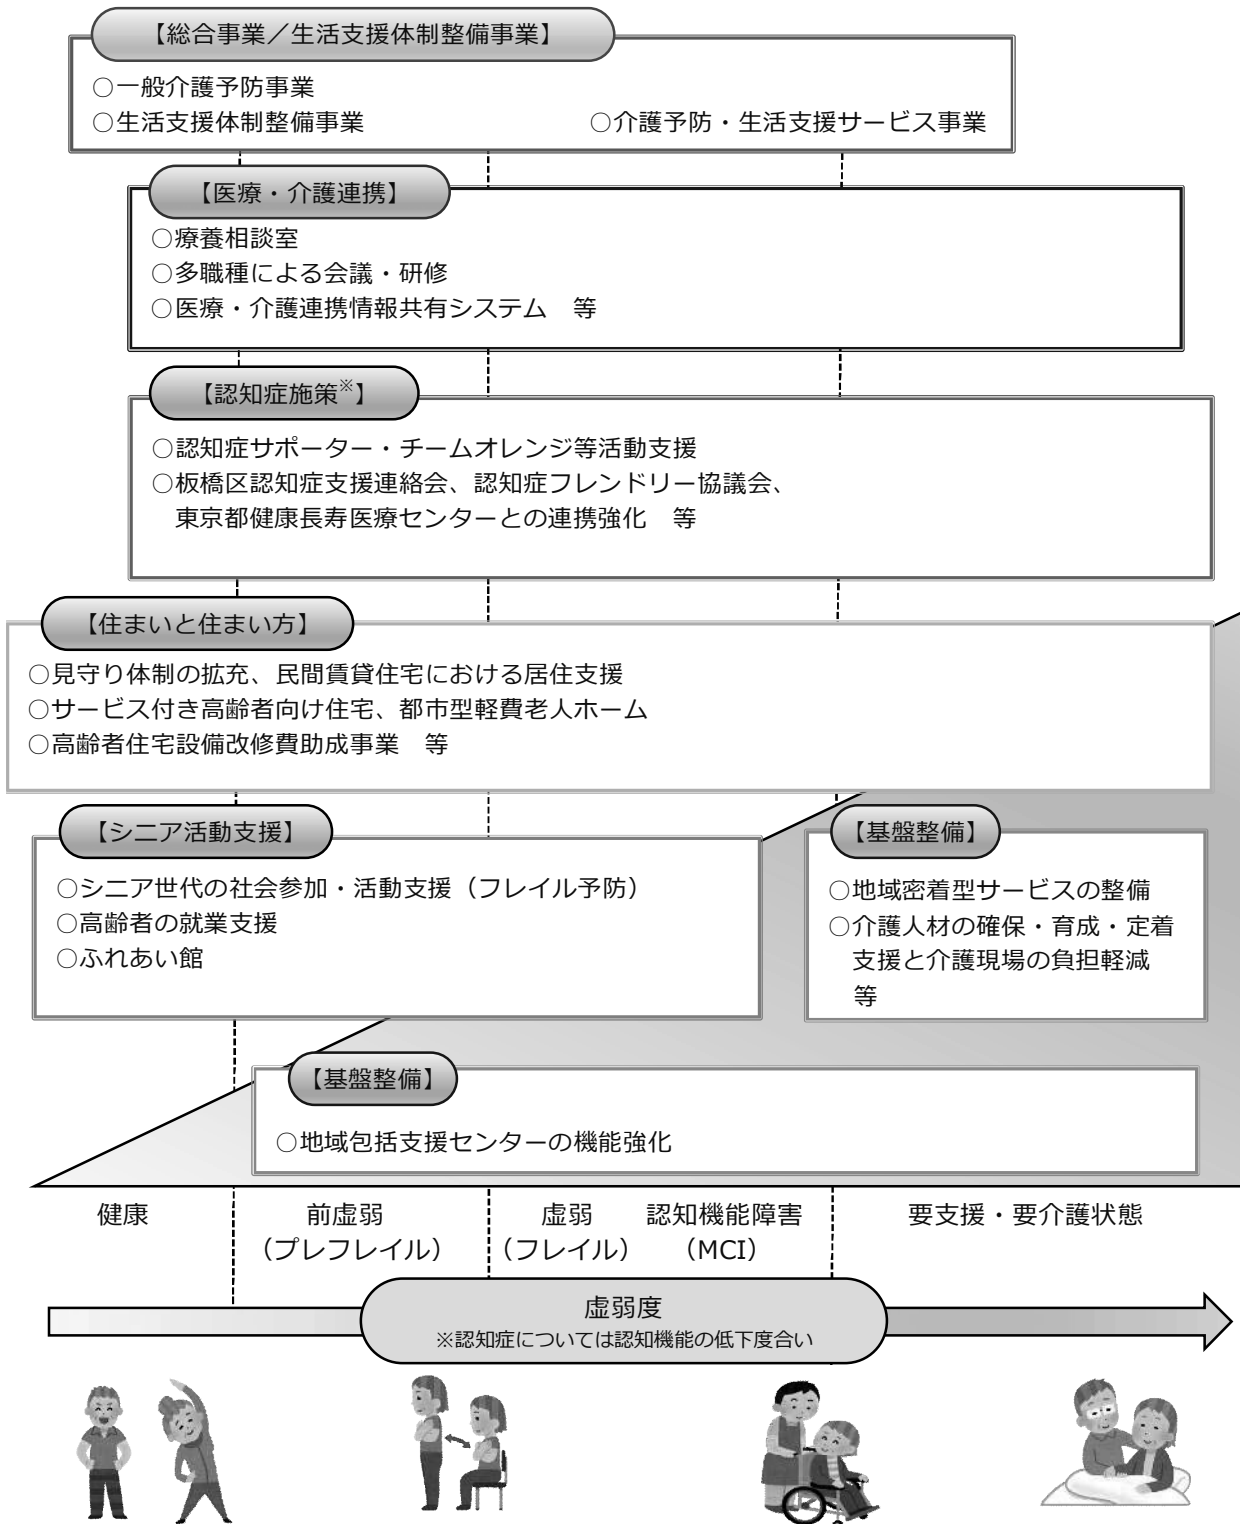 【総合事業／生活支援体制整備事業】
○一般介護予防事業
○生活支援体制整備事業
○介護予防・生活支援サービス事業
【医療・介護連携】
○療養相談室
○多職種による会議・研修
○医療・介護連携情報共有システム　等
【認知症施策※】
○認知症サポーター・チームオレンジ等活動支援
○板橋区認知症支援連絡会、認知症フレンドリー協議会、
東京都健康長寿医療センターとの連携強化　等
【住まいと住まい方】
○見守り体制の拡充、民間賃貸住宅における居住支援
○サービス付き高齢者向け住宅、都市型軽費老人ホーム
○高齢者住宅設備改修費助成事業　等
【シニア活動支援】
○シニア世代の社会参加・活動支援（フレイル予防）
○高齢者の就業支援
○ふれあい館
【基盤整備】
○地域密着型サービスの整備
○介護人材の確保・育成・定着
支援と介護現場の負担軽減
等
【基盤整備】
○地域包括支援センターの機能強化
健康
前虚弱
（プレフレイル）
虚弱
（フレイル）
認知機能障害
（MCI）
要支援・要介護状態
虚弱度
※認知症については認知機能の低下度合い